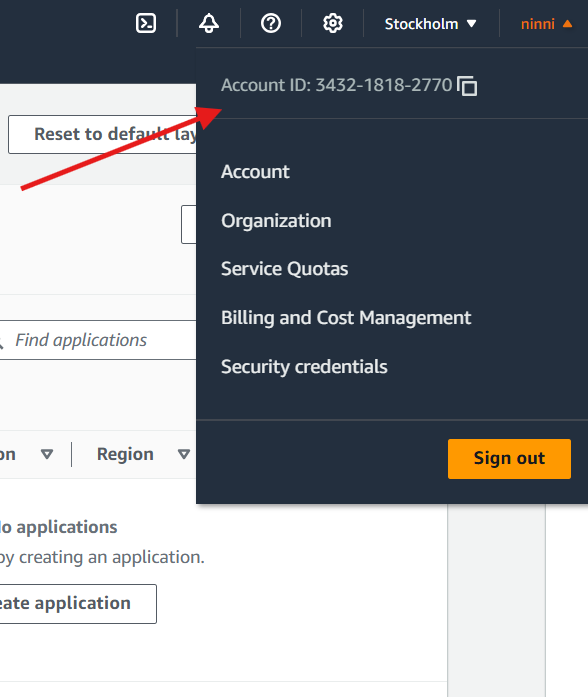 Stockholm ▼ ninni ▲
Account ID: 3432-1818-2770
Reset to default lay
Account
Organization
Service Quotas
Find applications
Billing and Cost Management
Security credentials
on Region
Sign out
o applications
by creating an application.
eate application